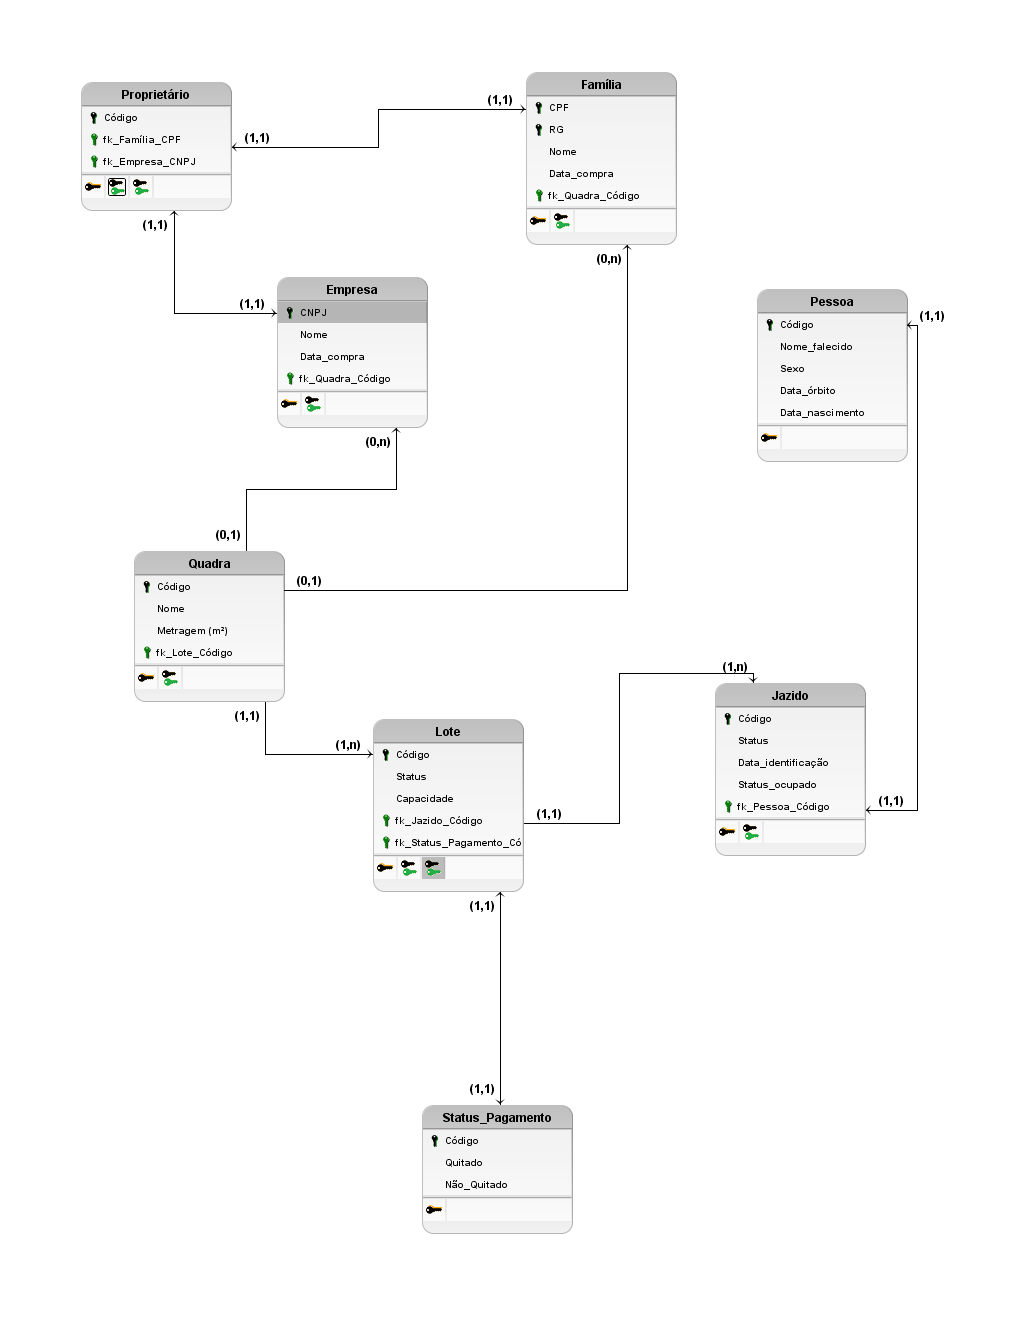 Proprietário
Código
fk_Família_CPF
fk_Empresa_CNPJ
(1,1)
(1,1)
Família
CPF
RG
Nome
Data_compra
fk_Quadra_Código
(1,1)
(1,1)
Empresa
CNPJ
Nome
Data_compra
fk_Quadra_Código
(0,n)
(0,n)
Pessoa
Código
Nome_falecido
Sexo
Data_órbito
Data_nascimento
(1,1)
(0,1)
Quadra
Código
Nome
Metragem (m²)
fk_Lote_Código
(0,1)
(1,1)
(1,n)
Lote
Código
Status
Capacidade
fk_Jazido_Código
fk_Status_Pagamento_Có
(1,1)
(1,n)
Jazido
Código
Status
Data_identificação
Status_ocupado
fk_Pessoa_Código
(1,1)
(1,1)
(1,1)
Status_Pagamento
Código
Quitado
Não_Quitado